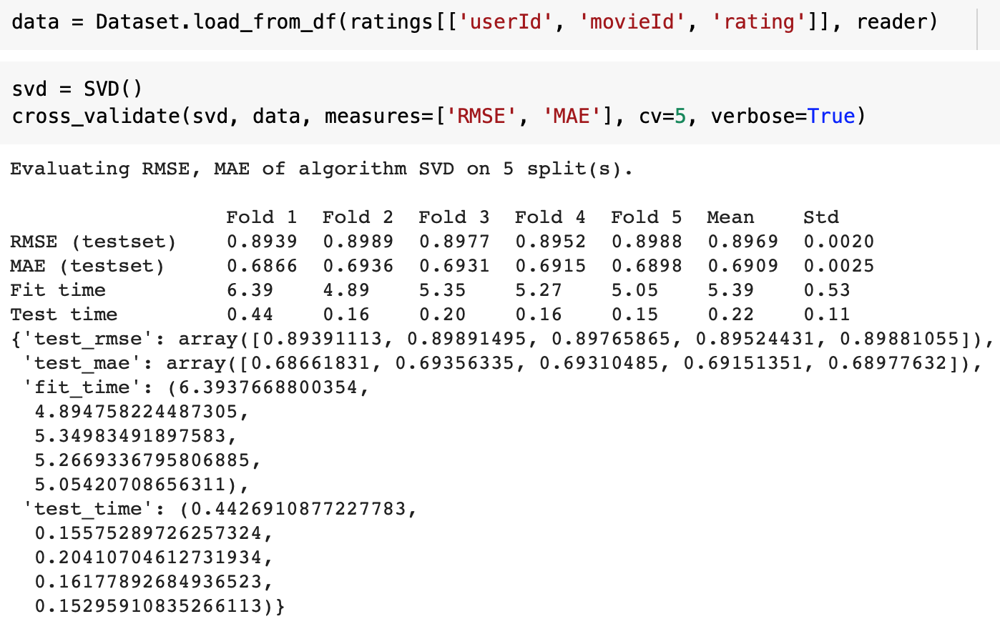 data = Dataset.load_from_df(ratings[['userId', 'movieId', 'rating']], reader)
svd = SVD()
cross_validate(svd, data, measures=['RMSE', 'MAE'], cv=5, verbose=True)
Evaluating RMSE, MAE of algorithm SVD on 5 split(s).
                  Fold 1  Fold 2  Fold 3  Fold 4  Fold 5  Mean    Std
RMSE (testset)    0.8939  0.8989  0.8977  0.8952  0.8988  0.8969  0.0020
MAE (testset)     0.6866  0.6936  0.6931  0.6915  0.6898  0.6909  0.0025
Fit time          6.39    4.89    5.35    5.27    5.05    5.39    0.53
Test time         0.44    0.16    0.20    0.16    0.15    0.22    0.11
{'test_rmse': array([0.89391113, 0.89891495, 0.89765865, 0.89524431, 0.89881055]),
 'test_mae': array([0.68661831, 0.69356335, 0.69310485, 0.69151351, 0.68977632]),
 'fit_time': (6.3937668800354,
  4.894758224487305,
  5.34983491897583,
  5.2669336795806885,
  5.05420708656311),
 'test_time': (0.4426910877227783,
  0.15575289726257324,
  0.20410704612731934,
  0.16177892684936523,
  0.15295910835266113)}